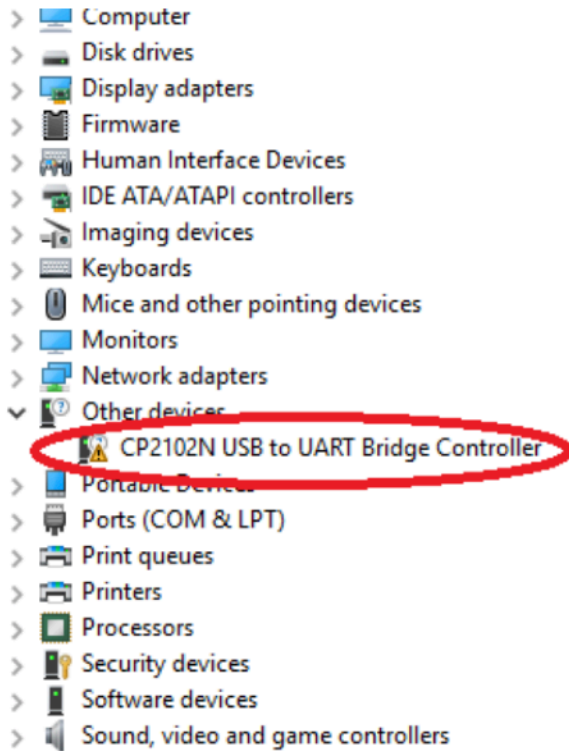 Computer
Disk drives
Display adapters
Firmware
Human Interface Devices
IDE ATA/ATAPI controllers
Imaging devices
Keyboards
Mice and other pointing devices
Monitors
Network adapters
Other devices
CP2102N USB to UART Bridge Controller
Portable Devices
Ports (COM & LPT)
Print queues
Printers
Processors
Security devices
Software devices
Sound, video and game controllers